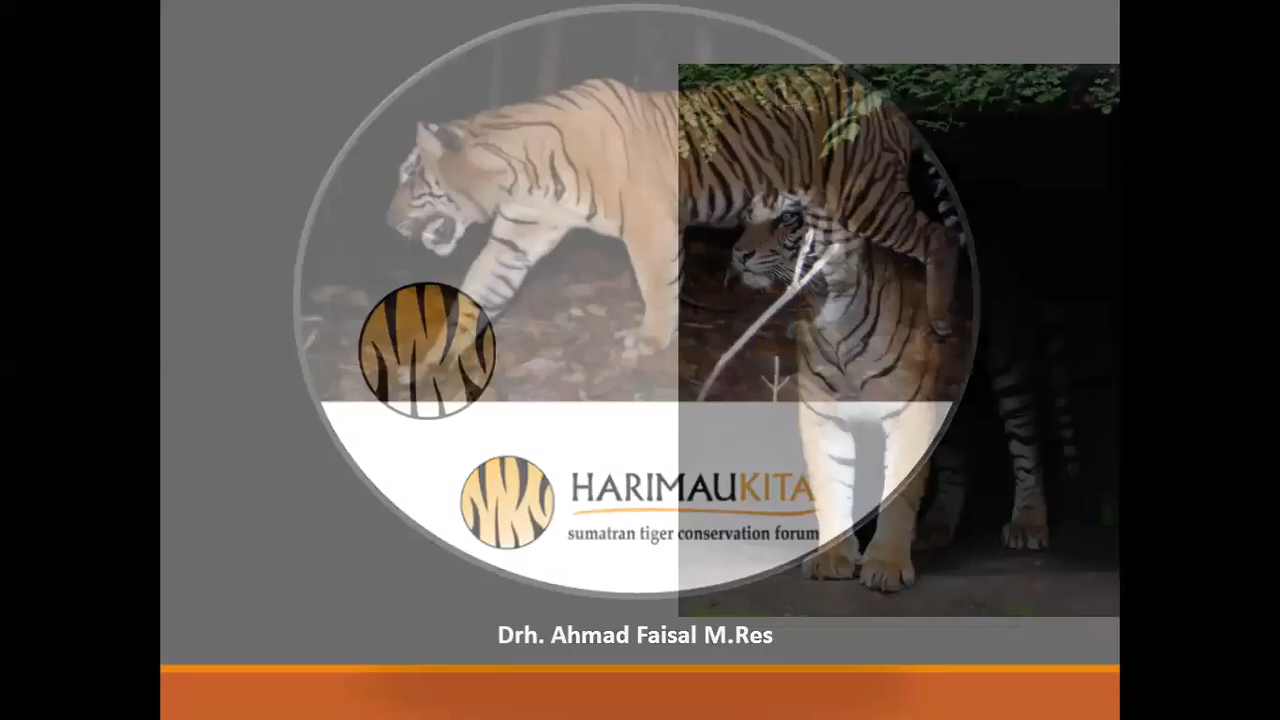 HARIMAUKITA
sumatran tiger conservation forum
Drh. Ahmad Faisal M.Res